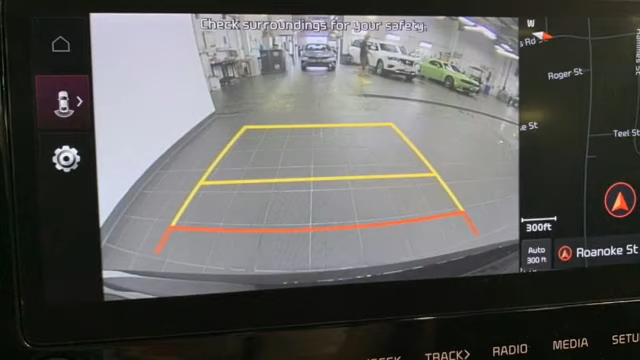 Check surroundings for your safety.
W
s Rd
Roger St
e St
Teel St
300ft
Auto
300 ft
Roanoke St
TRACK>
RADIO
MEDIA
SETU